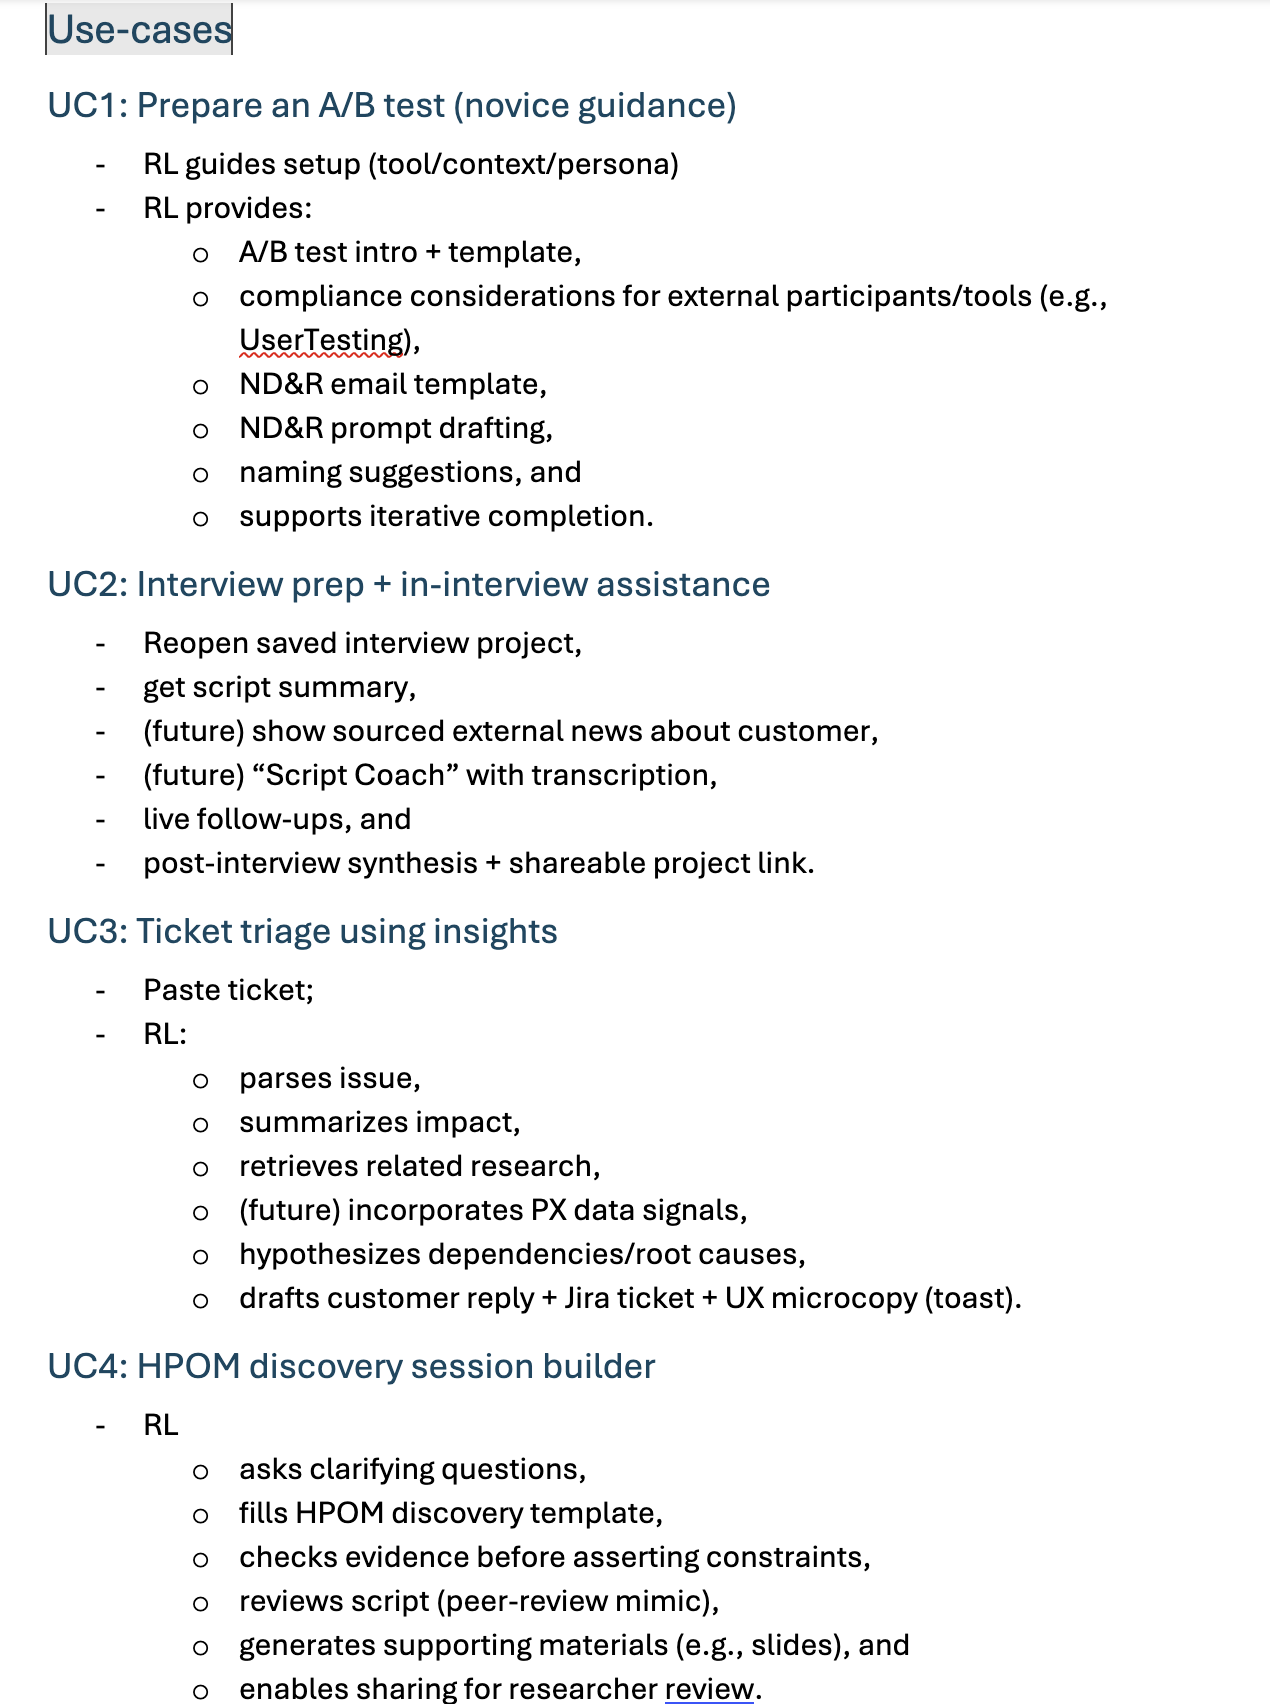 Use-cases
UC1: Prepare an A/B test (novice guidance)
- RL guides setup (tool/context/persona)
- RL provides:
o A/B test intro + template,
o compliance considerations for external participants/tools (e.g.,
UserTesting),
o ND&R email template,
o ND&R prompt drafting,
o naming suggestions, and
o supports iterative completion.
UC2: Interview prep + in-interview assistance
- Reopen saved interview project,
- get script summary,
- (future) show sourced external news about customer,
- (future) “Script Coach” with transcription,
- live follow-ups, and
- post-interview synthesis + shareable project link.
UC3: Ticket triage using insights
- Paste ticket;
- RL:
o parses issue,
o summarizes impact,
o retrieves related research,
o (future) incorporates PX data signals,
o hypothesizes dependencies/root causes,
o drafts customer reply + Jira ticket + UX microcopy (toast).
UC4: HPOM discovery session builder
- RL
o asks clarifying questions,
o fills HPOM discovery template,
o checks evidence before asserting constraints,
o reviews script (peer-review mimic),
o generates supporting materials (e.g., slides), and
o enables sharing for researcher review.